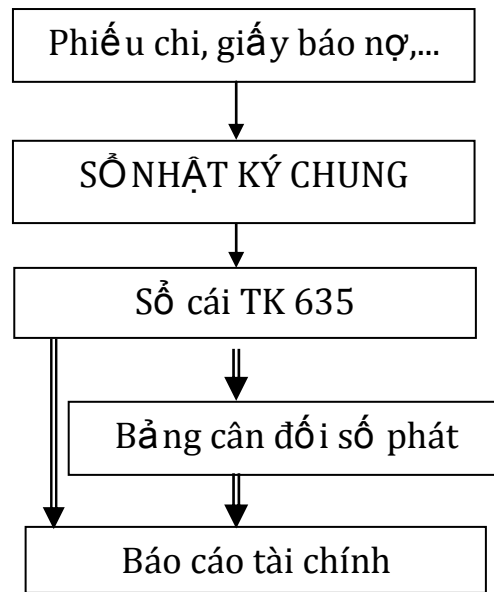 Phiếu chi, giấy báo nợ,...
SỔ NHẬT KÝ CHUNG
Sổ cái TK 635
Bảng cân đối số phát
Báo cáo tài chính